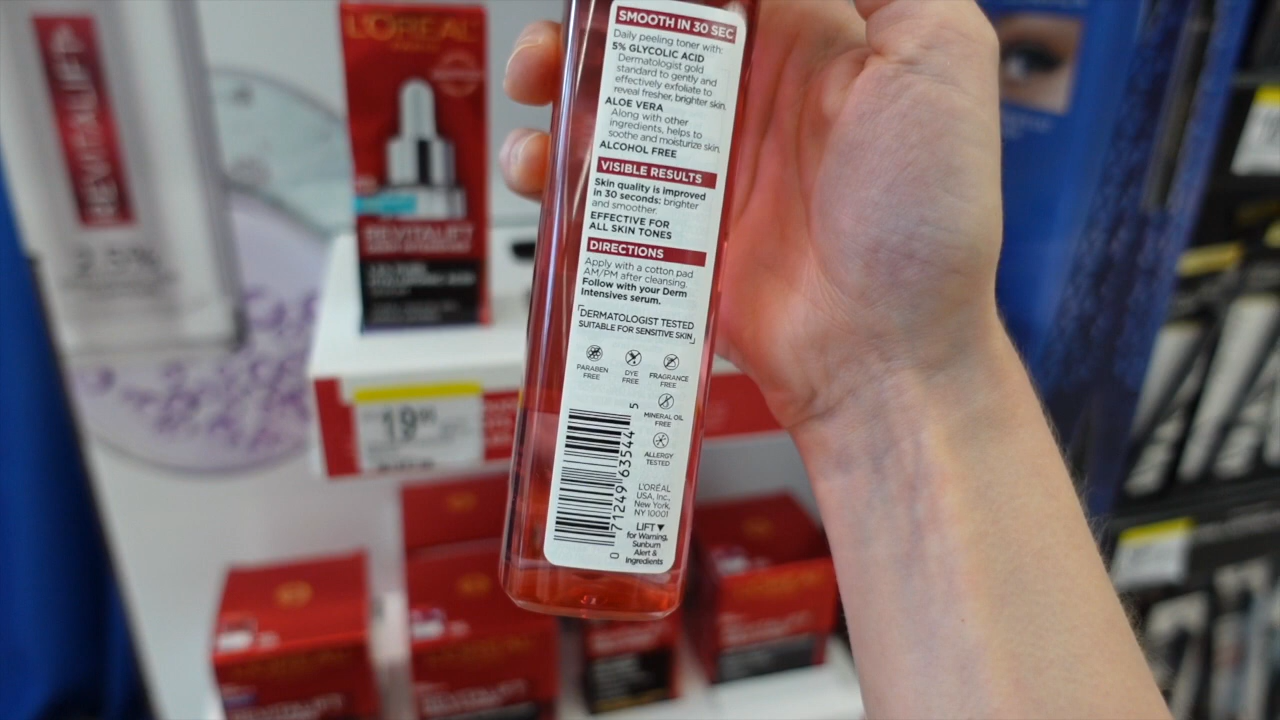 SMOOTH IN 30 SEC
Daily peeling toner with:
5% GLYCOLIC ACID
Dermatologist gold
standard to gently and
effectively exfoliate to
reveal fresher, brighter skin.
ALOE VERA
Along with other
ingredients, helps to
soothe and moisturize skin.
ALCOHOL FREE
VISIBLE RESULTS
Skin quality is improved
in 30 seconds: brighter
and smoother.
EFFECTIVE FOR
ALL SKIN TONES
DIRECTIONS
Apply with a cotton pad
AM/PM after cleansing.
Follow with your Derm
Intensives serum.
DERMATOLOGIST TESTED
SUITABLE FOR SENSITIVE SKIN
PARABEN
FREE
DYE
FREE
FRAGRANCE
FREE
MINERAL OIL
FREE
ALLERGY
TESTED
0 71249 63544 5
L'ORÉAL
USA, Inc.,
New York,
NY 10001
LIFT▼
for Warning,
Sunburn
Alert &
Ingredients
L'OREAL
REVITALIFT
REVITALIFT
2.5%
19
REVITALIFT